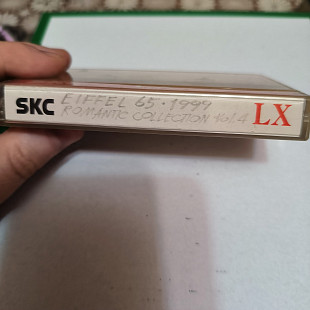 SKC
EIFFEL 65 · 1999
ROMANTIC COLLECTION Vol.4
LX